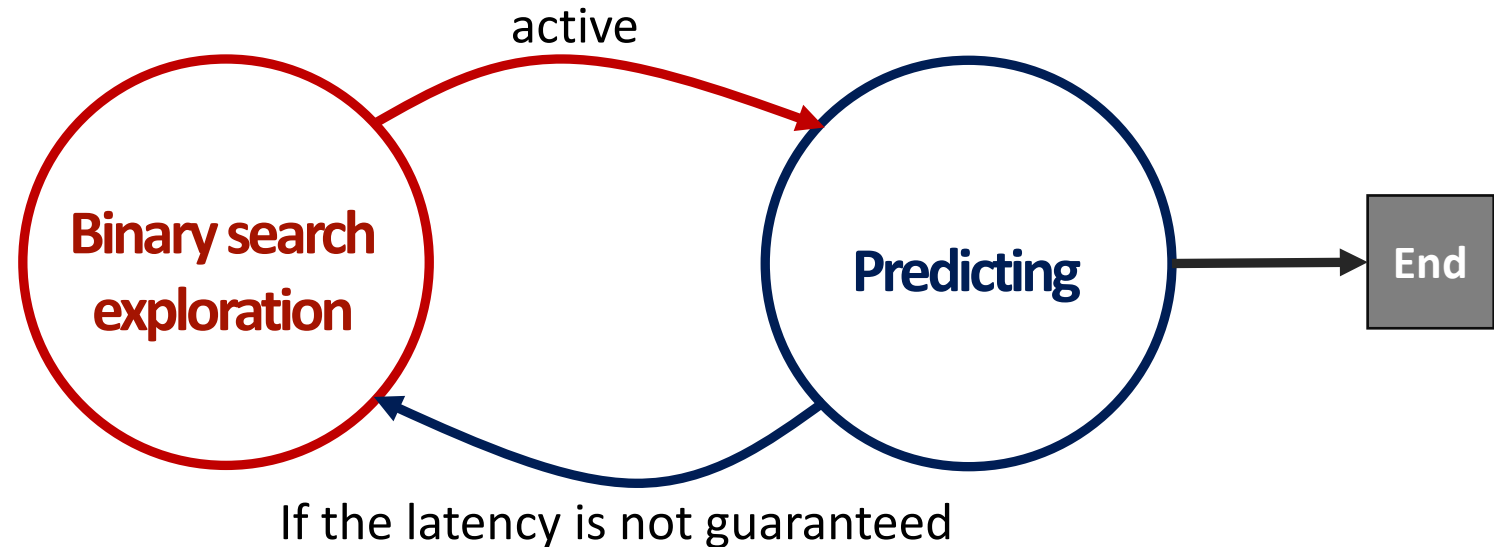 active
Binary search
exploration
Predicting
End
If the latency is not guaranteed